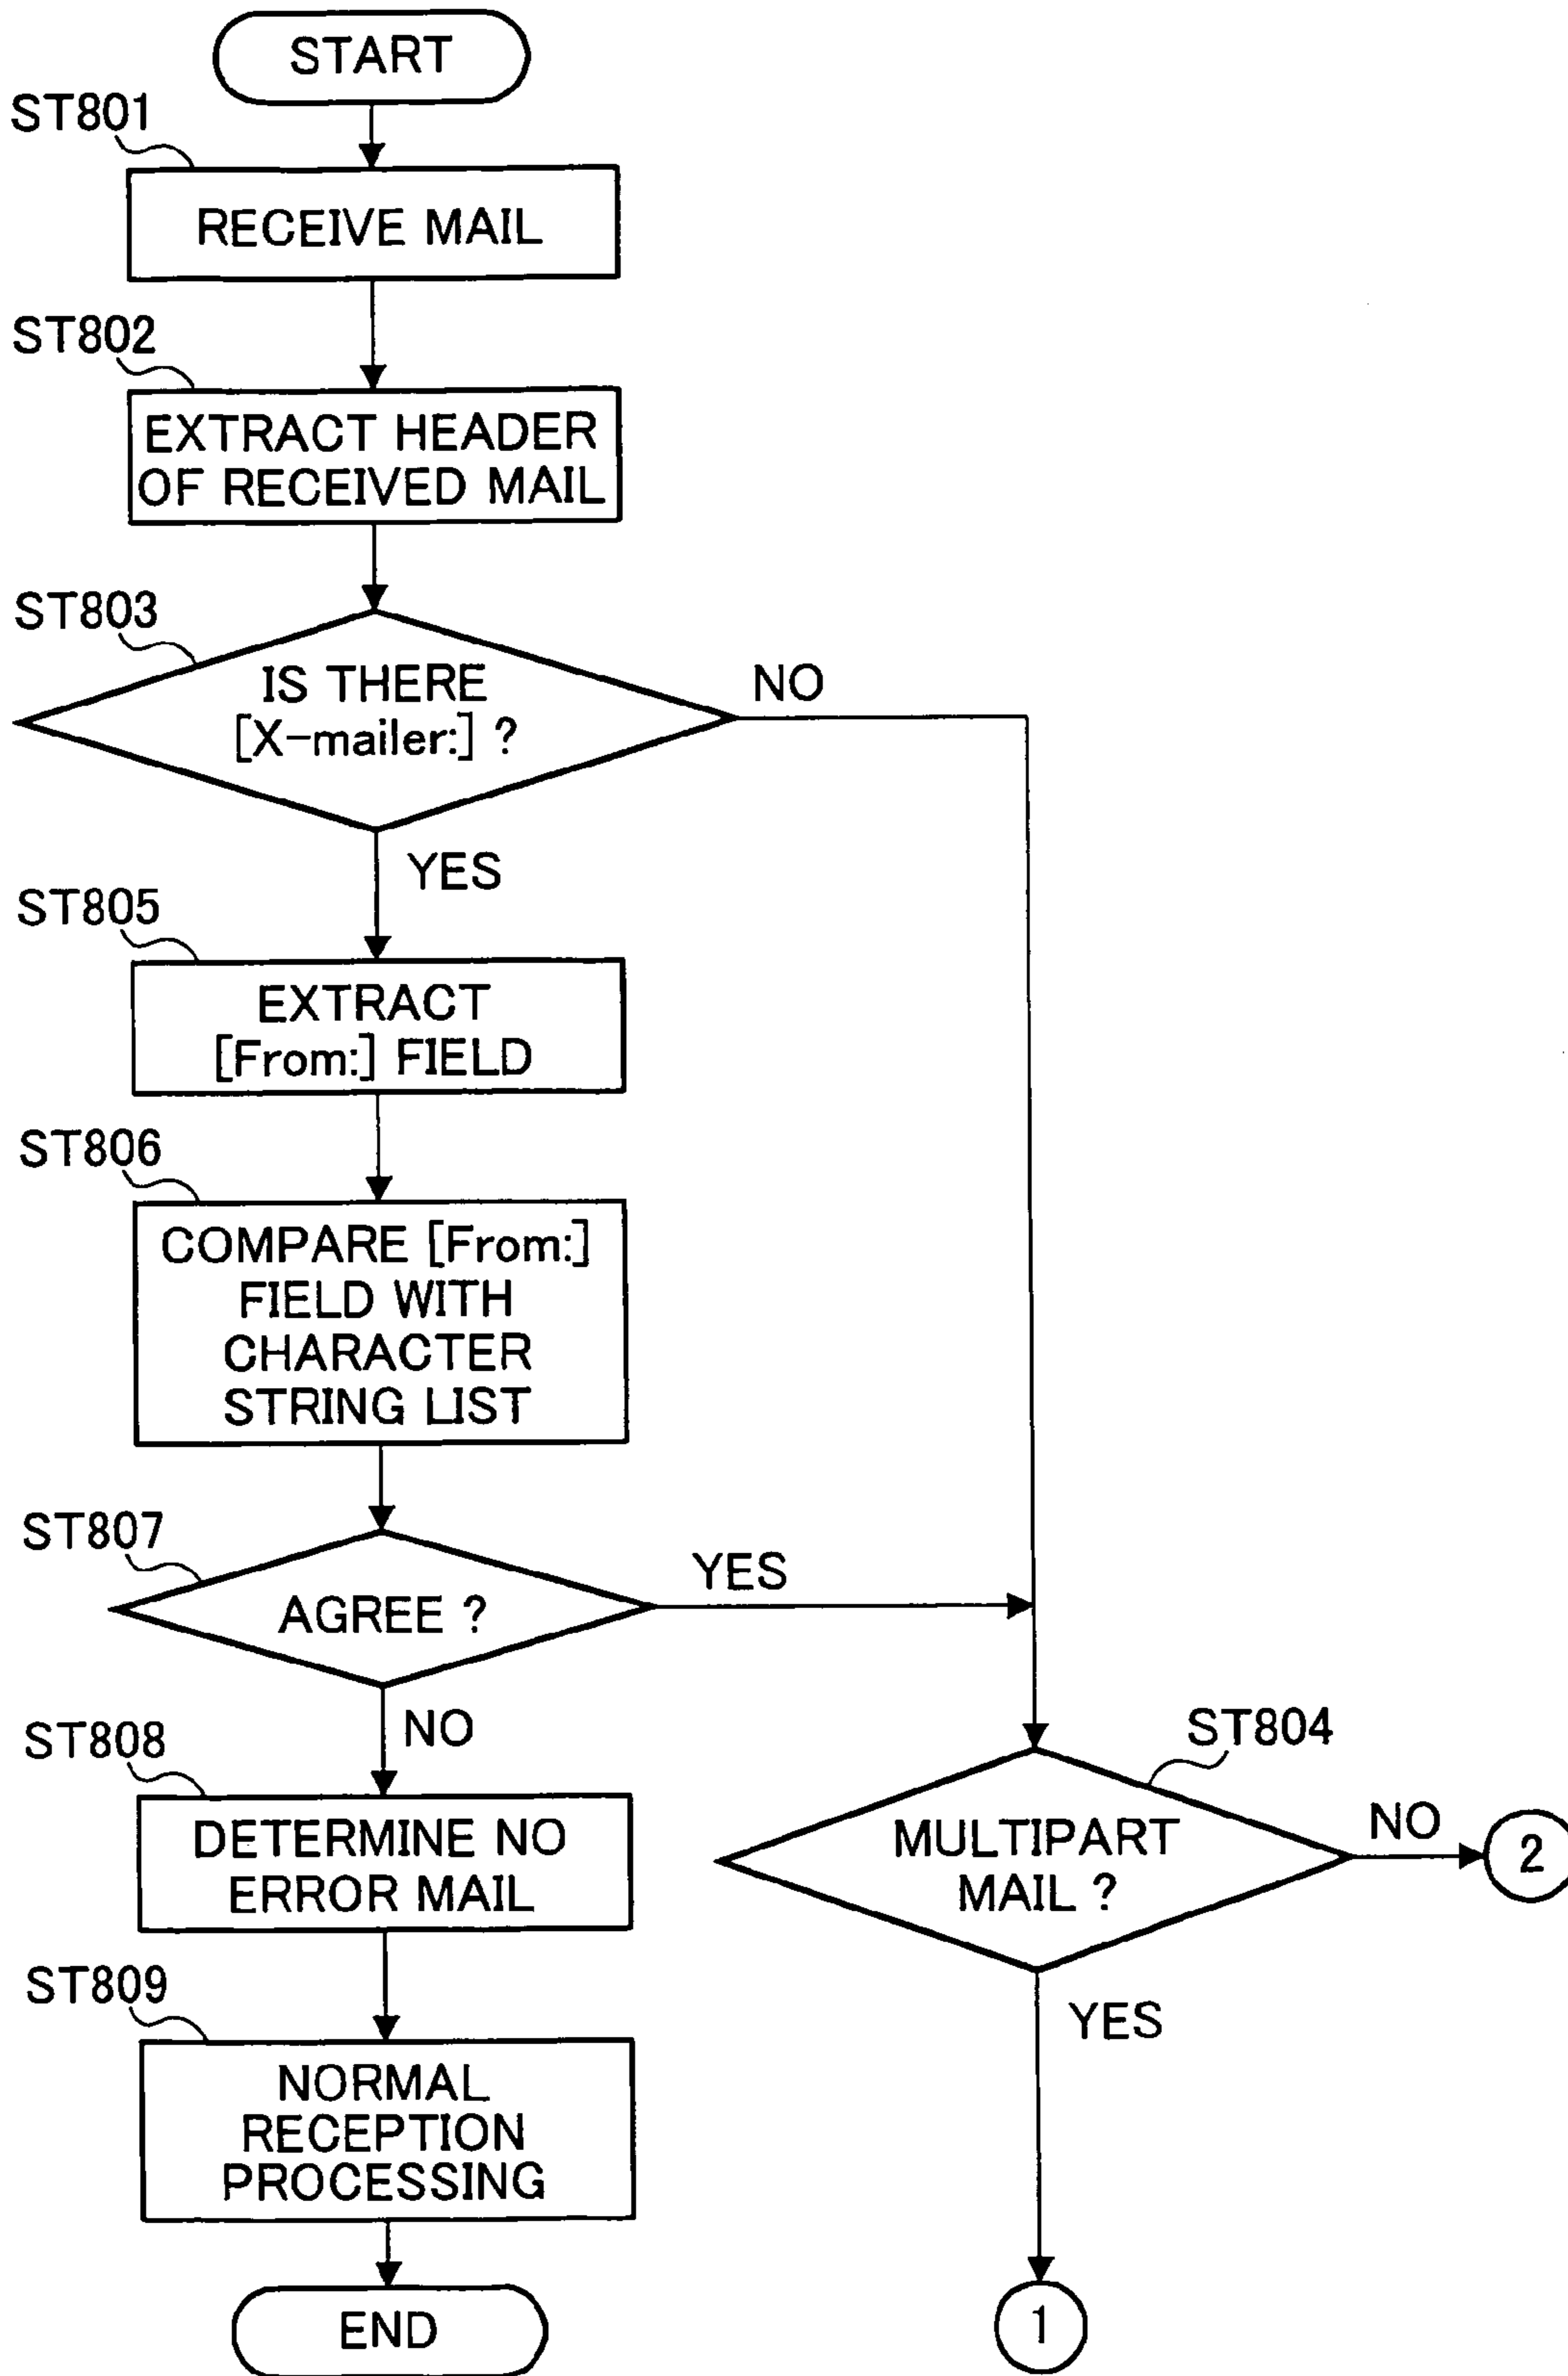 START
ST801
RECEIVE MAIL
ST802
EXTRACT HEADER
OF RECEIVED MAIL
ST803
IS THERE
[X-mailer:] ?
NO
YES
ST805
EXTRACT
[From:] FIELD
ST806
COMPARE [From:]
FIELD WITH
CHARACTER
STRING LIST
ST807
AGREE ?
YES
NO
ST808
DETERMINE NO
ERROR MAIL
ST804
MULTIPART
MAIL ?
NO
2
YES
ST809
NORMAL
RECEPTION
PROCESSING
END
1